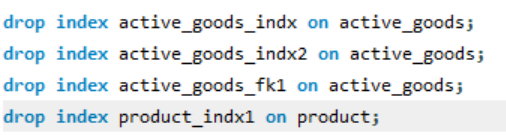 drop index active_goods_indx on active_goods;
drop index active_goods_indx2 on active_goods;
drop index active_goods_fk1 on active_goods;
drop index product_indx1 on product;